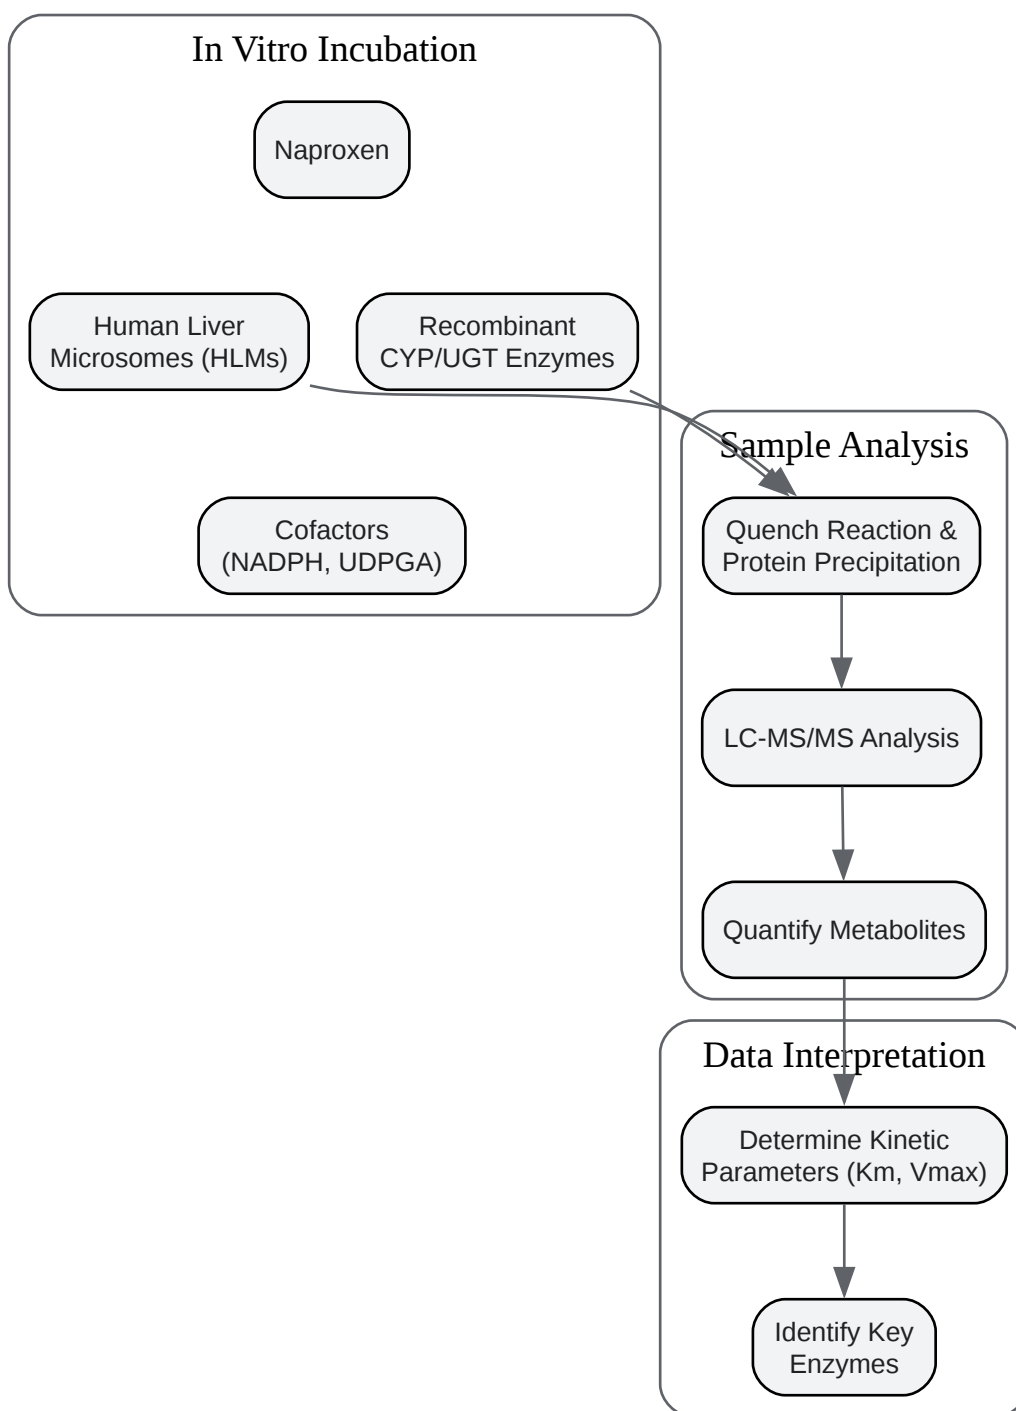 In Vitro Incubation
Naproxen
Human Liver
Microsomes (HLMs)
Recombinant
CYP/UGT Enzymes
Cofactors
(NADPH, UDPGA)
Sample Analysis
Quench Reaction &
Protein Precipitation
LC-MS/MS Analysis
Quantify Metabolites
Data Interpretation
Determine Kinetic
Parameters (Km, Vmax)
Identify Key
Enzymes